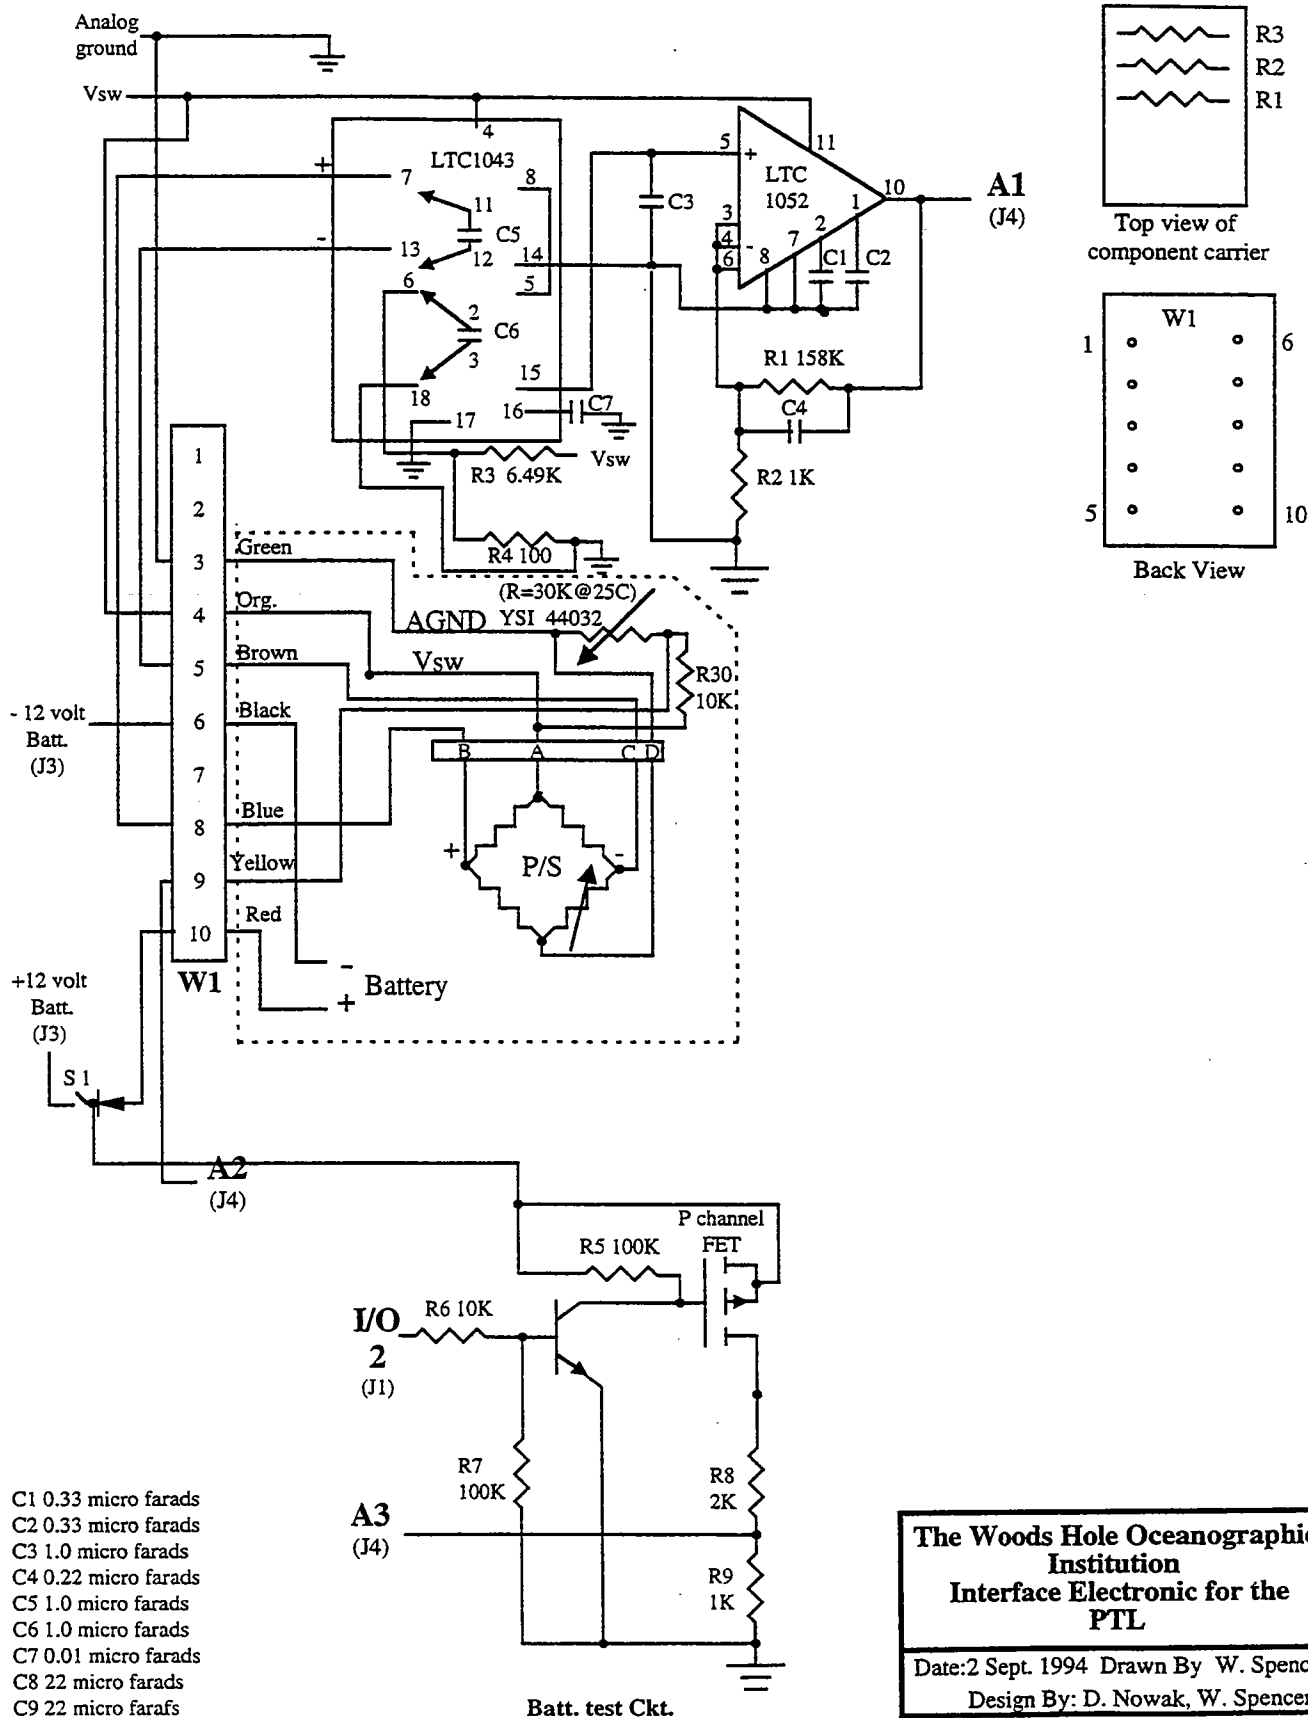 Analog
ground
Vsw
R3
R2
R1
Top view of
component carrier
4
LTC1043
+
7
8
11
C5
-
13
12
14
6
5
2
C6
3
15
18
17
16
C7
C3
5
+
11
LTC
1052
10
A1
(J4)
3
4
-
6
8
7
2
1
C1
C2
R1 158K
C4
R2 1K
R3 6.49K
Vsw
R4 100
W1
1
6
5
10
Back View
1
2
3
4
5
6
7
8
9
10
W1
Green
Org.
Brown
Black
Blue
Yellow
Red
(R=30K@25C)
AGND
YSI 44032
Vsw
R30
10K
- 12 volt
Batt.
(J3)
B
A
C
D
+
P/S
-
-
Battery
+
+12 volt
Batt.
(J3)
S 1
A2
(J4)
P channel
FET
R5 100K
R6 10K
I/O
2
(J1)
R7
100K
R8
2K
A3
(J4)
R9
1K
Batt. test Ckt.
C1 0.33 micro farads
C2 0.33 micro farads
C3 1.0 micro farads
C4 0.22 micro farads
C5 1.0 micro farads
C6 1.0 micro farads
C7 0.01 micro farads
C8 22 micro farads
C9 22 micro farafs
The Woods Hole Oceanographic
Institution
Interface Electronic for the
PTL
Date:2 Sept. 1994 Drawn By W. Spenc
Design By: D. Nowak, W. Spencer